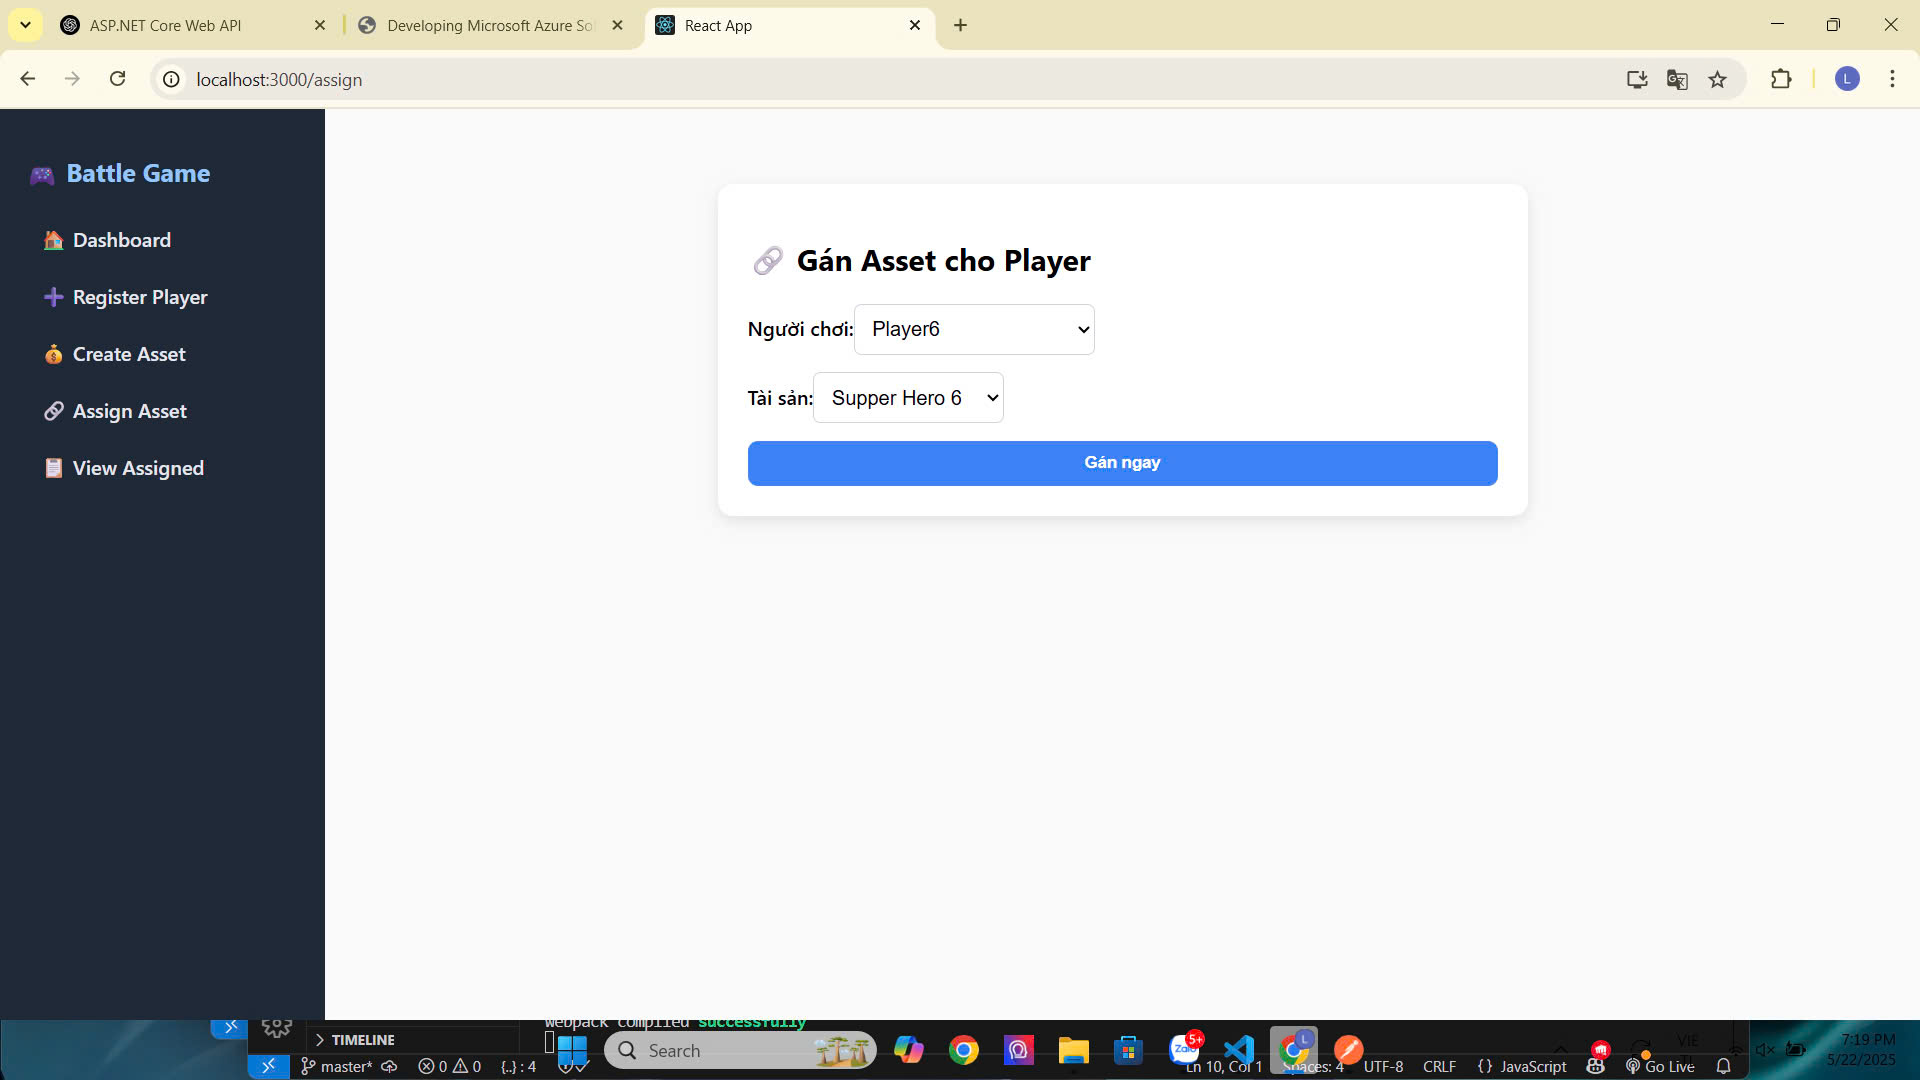 ASP.NET Core Web API
Developing Microsoft Azure So
React App
localhost:3000/assign
L
Battle Game
Dashboard
Register Player
Create Asset
Assign Asset
View Assigned
Gán Asset cho Player
Người chơi: Player6
Tài sản: Supper Hero 6
Gán ngay
webpack compiled successfully
TIMELINE
Search
Zalo
5+
L
VIE
7:19 PM
5/22/2025
master* 0 0 {..} : 4
Ln 10, Col 1 Spaces: 4 UTF-8 CRLF {} JavaScript Go Live